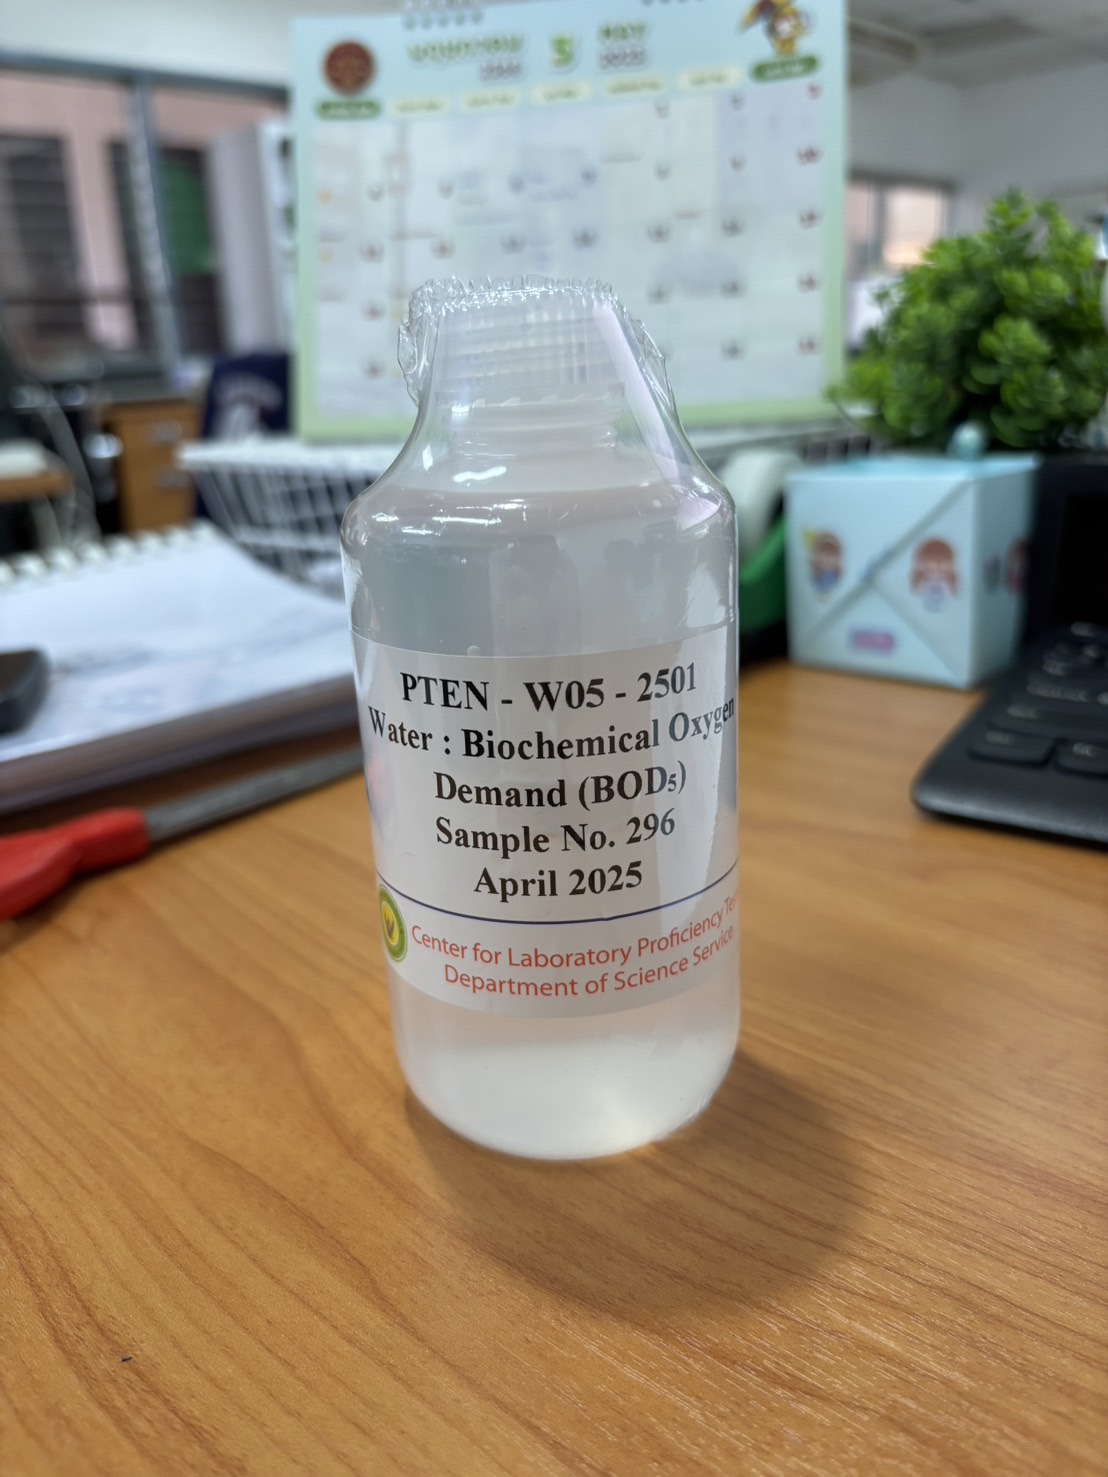 PTEN - W05 - 2501
Water : Biochemical Oxygen
Demand (BOD₅)
Sample No. 296
April 2025
Center for Laboratory Proficiency
Department of Science Service